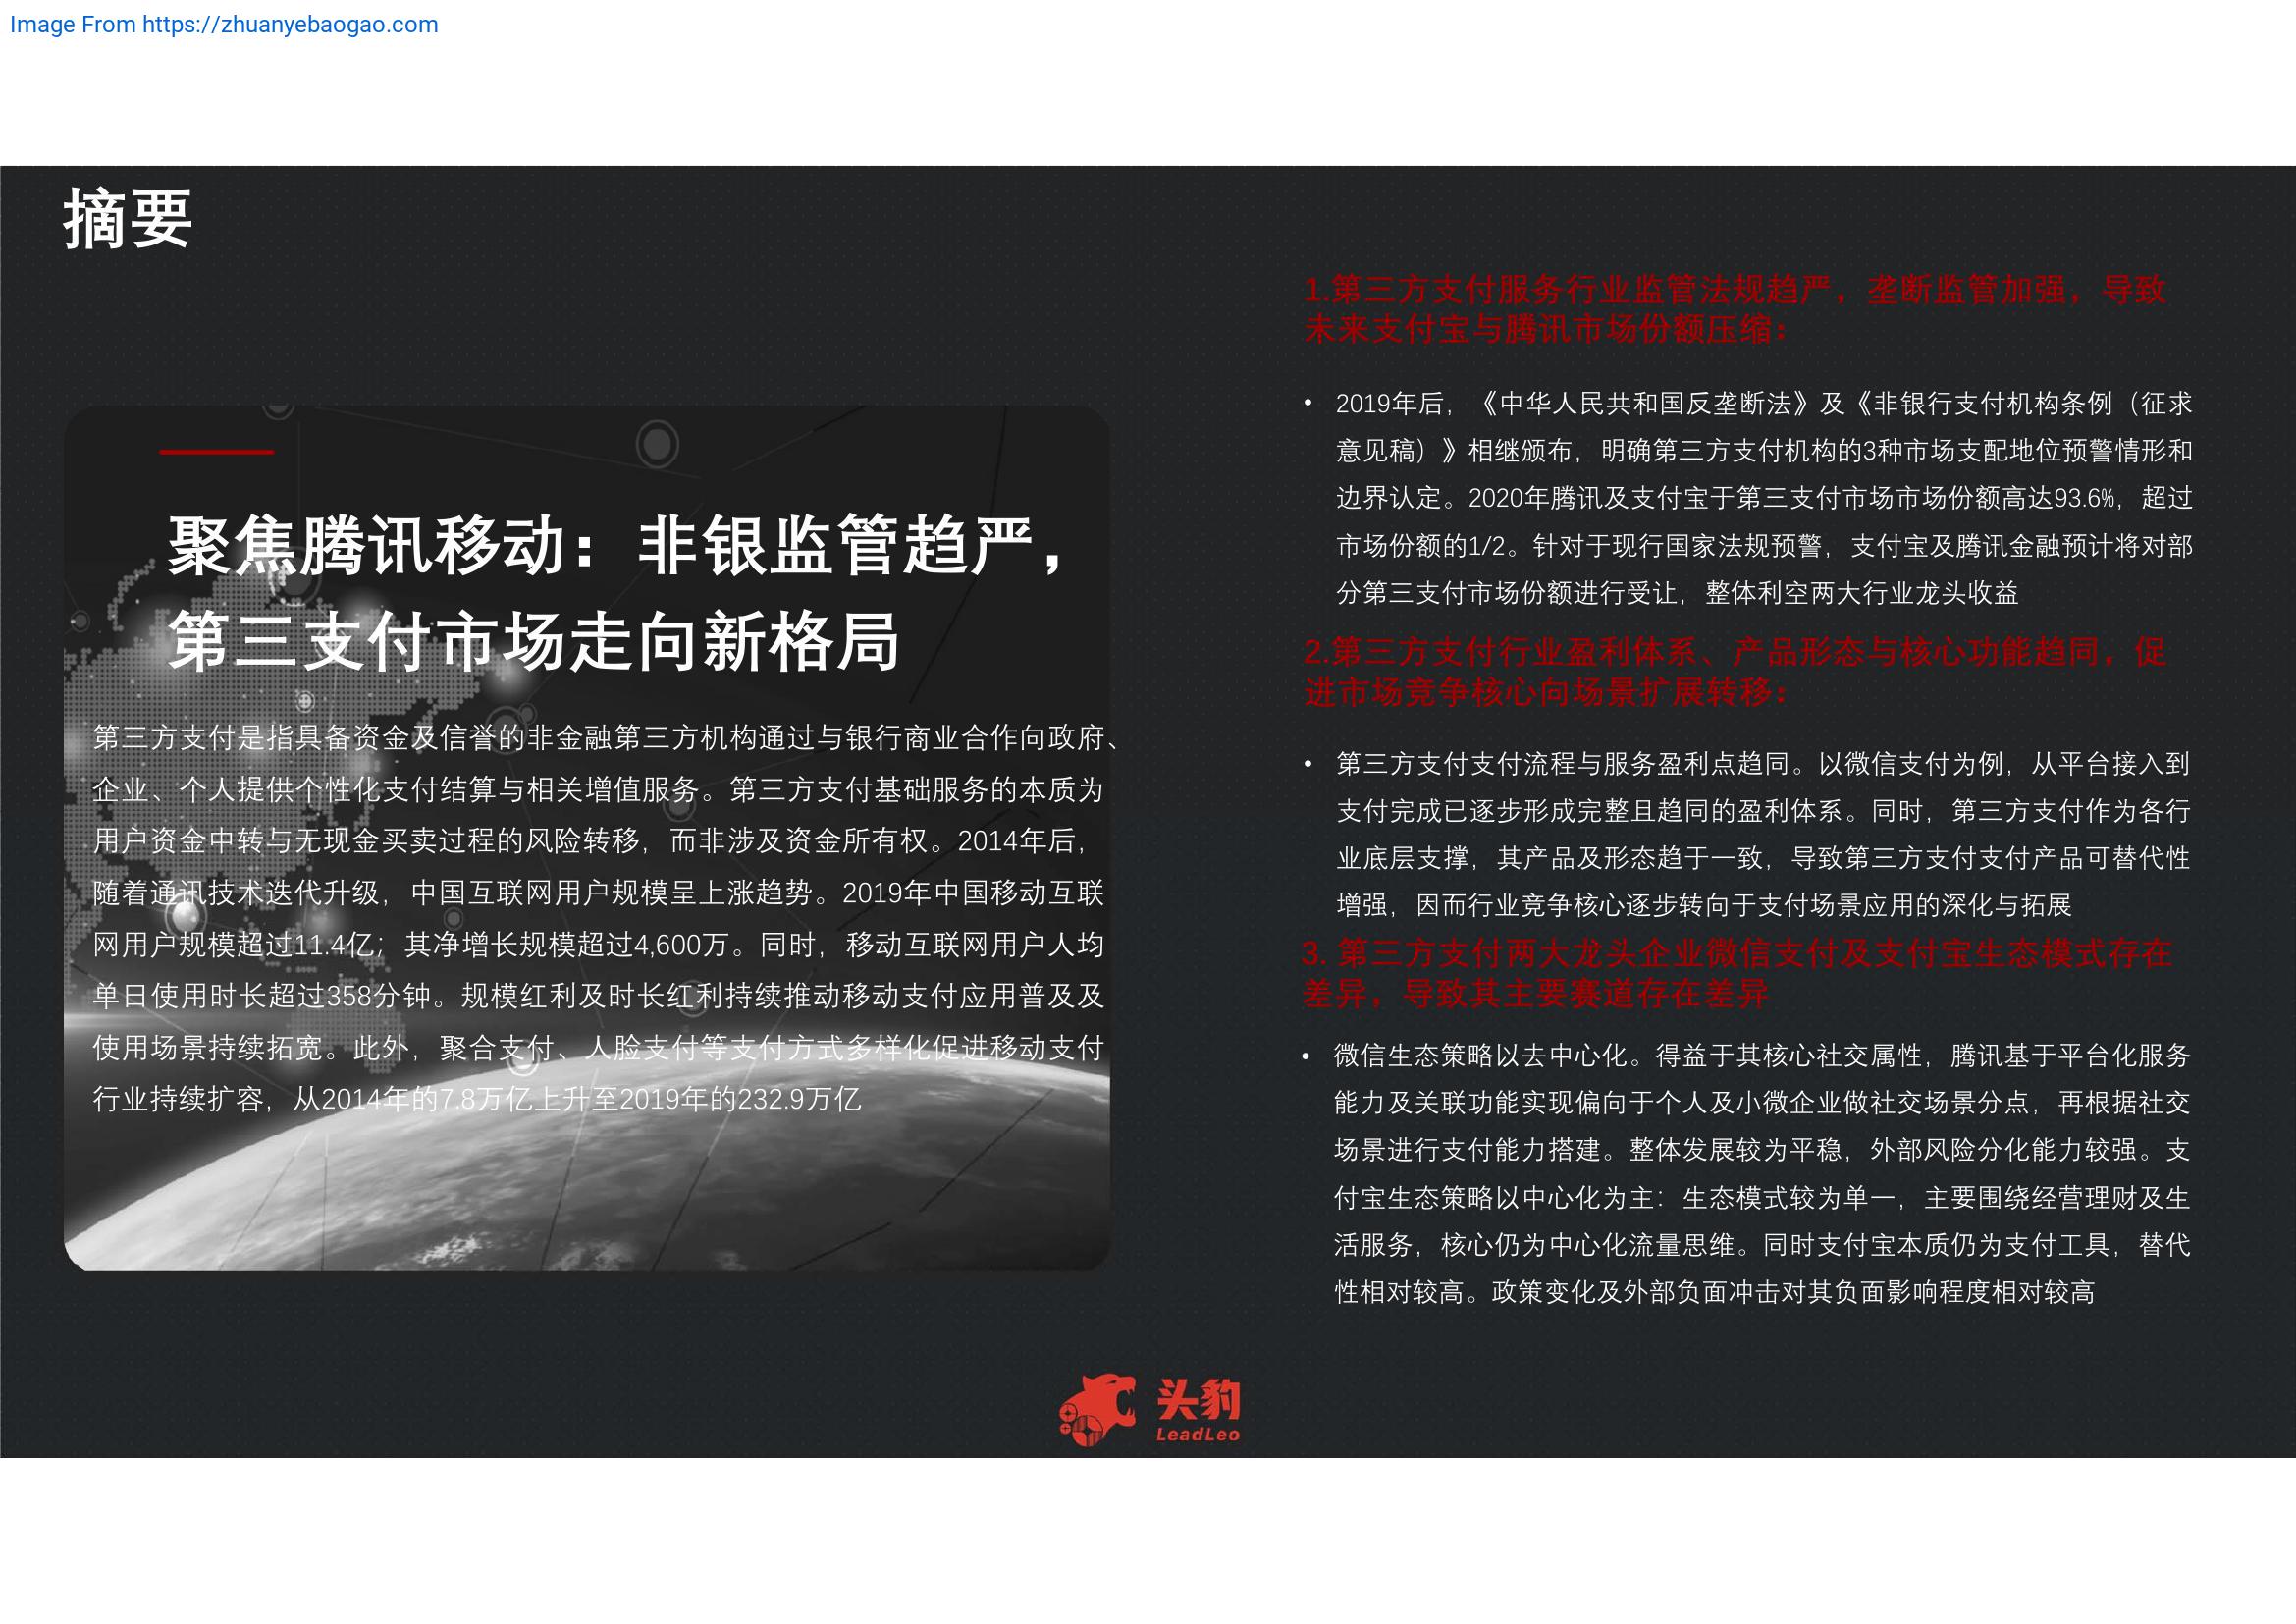 Image From https://zhuanyebaogao.com
摘要
聚焦腾讯移动：非银监管趋严，
第三支付市场走向新格局
第三方支付是指具备资金及信誉的非金融第三方机构通过与银行商业合作向政府、
企业、个人提供个性化支付结算与相关增值服务。第三方支付基础服务的本质为
用户资金中转与无现金买卖过程的风险转移，而非涉及资金所有权。2014年后，
随着通讯技术迭代升级，中国互联网用户规模呈上涨趋势。2019年中国移动互联
网用户规模超过11.4亿；其净增长规模超过4,600万。同时，移动互联网用户人均
单日使用时长超过358分钟。规模红利及时长红利持续推动移动支付应用普及及
使用场景持续拓宽。此外，聚合支付、人脸支付等支付方式多样化促进移动支付
行业持续扩容，从2014年的7.8万亿上升至2019年的232.9万亿
1.第三方支付服务行业监管法规趋严，垄断监管加强，导致
未来支付宝与腾讯市场份额压缩：
• 2019年后，《中华人民共和国反垄断法》及《非银行支付机构条例（征求
意见稿）》相继颁布，明确第三方支付机构的3种市场支配地位预警情形和
边界认定。2020年腾讯及支付宝于第三支付市场市场份额高达93.6%，超过
市场份额的1/2。针对于现行国家法规预警，支付宝及腾讯金融预计将对部
分第三支付市场份额进行受让，整体利空两大行业龙头收益
2.第三方支付行业盈利体系、产品形态与核心功能趋同，促
进市场竞争核心向场景扩展转移：
• 第三方支付支付流程与服务盈利点趋同。以微信支付为例，从平台接入到
支付完成已逐步形成完整且趋同的盈利体系。同时，第三方支付作为各行
业底层支撑，其产品及形态趋于一致，导致第三方支付支付产品可替代性
增强，因而行业竞争核心逐步转向于支付场景应用的深化与拓展
3. 第三方支付两大龙头企业微信支付及支付宝生态模式存在
差异，导致其主要赛道存在差异
• 微信生态策略以去中心化。得益于其核心社交属性，腾讯基于平台化服务
能力及关联功能实现偏向于个人及小微企业做社交场景分点，再根据社交
场景进行支付能力搭建。整体发展较为平稳，外部风险分化能力较强。支
付宝生态策略以中心化为主：生态模式较为单一，主要围绕经营理财及生
活服务，核心仍为中心化流量思维。同时支付宝本质仍为支付工具，替代
性相对较高。政策变化及外部负面冲击对其负面影响程度相对较高
头豹
LeadLeo